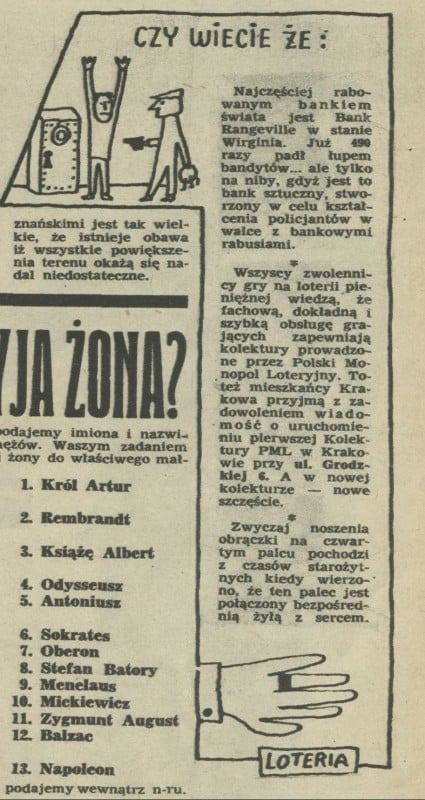 CZY WIECIE ŻE:
Najczęściej rabo-
wanym bankiem
świata jest Bank
Rangeville w stanie
Wirginia. Już 490
razy padł łupem
bandytów... ale tylko
na niby, gdyż jest to
bank sztuczny, stwo-
rzony w celu kształ-
cenia policjantów w
walce z bankowymi
rabusiami.
*
Wszyscy zwolenni-
cy gry na loterii pie-
niężnej wiedzą, że
fachową, dokładną i
szybką obsługę gra-
jących zapewniają
kolektury prowadzo-
ne przez Polski Mo-
nopol Loteryjny. To-
też mieszkańcy Kra-
kowa przyjmą z za-
dowoleniem wiado-
mość o uruchomie-
niu pierwszej Kolek-
tury PML w Krako-
wie przy ul. Grodz-
kiej 6. A w nowej
kolekturze — nowe
szczęście.
*
Zwyczaj noszenia
obrączki na czwar-
tym palcu pochodzi
z czasów starożyt-
nych kiedy wierzo-
no, że ten palec jest
połączony bezpośred-
nią żyłą z sercem.
LOTERIA
znańskimi jest tak wiel-
kie, że istnieje obawa
iż wszystkie powiększe-
nia terenu okażą się na-
dal niedostateczne.
YJA ŻONA?
podajemy imiona i nazwi-
mężów. Waszym zadaniem
żony do właściwego mał-
1. Król Artur
2. Rembrandt
3. Książę Albert
4. Odysseusz
5. Antoniusz
6. Sokrates
7. Oberon
8. Stefan Batory
9. Menelaus
10. Mickiewicz
11. Zygmunt August
12. Balzac
13. Napoleon
podajemy wewnątrz n-ru.